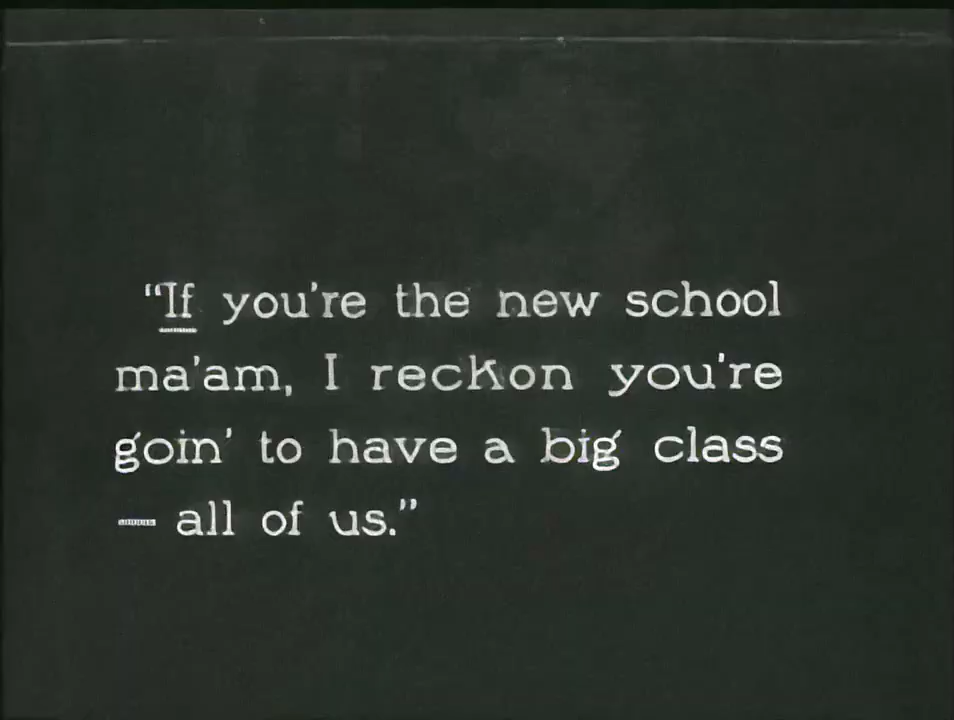 "If you're the new school
ma'am, I reckon you're
goin' to have a big class
— all of us."